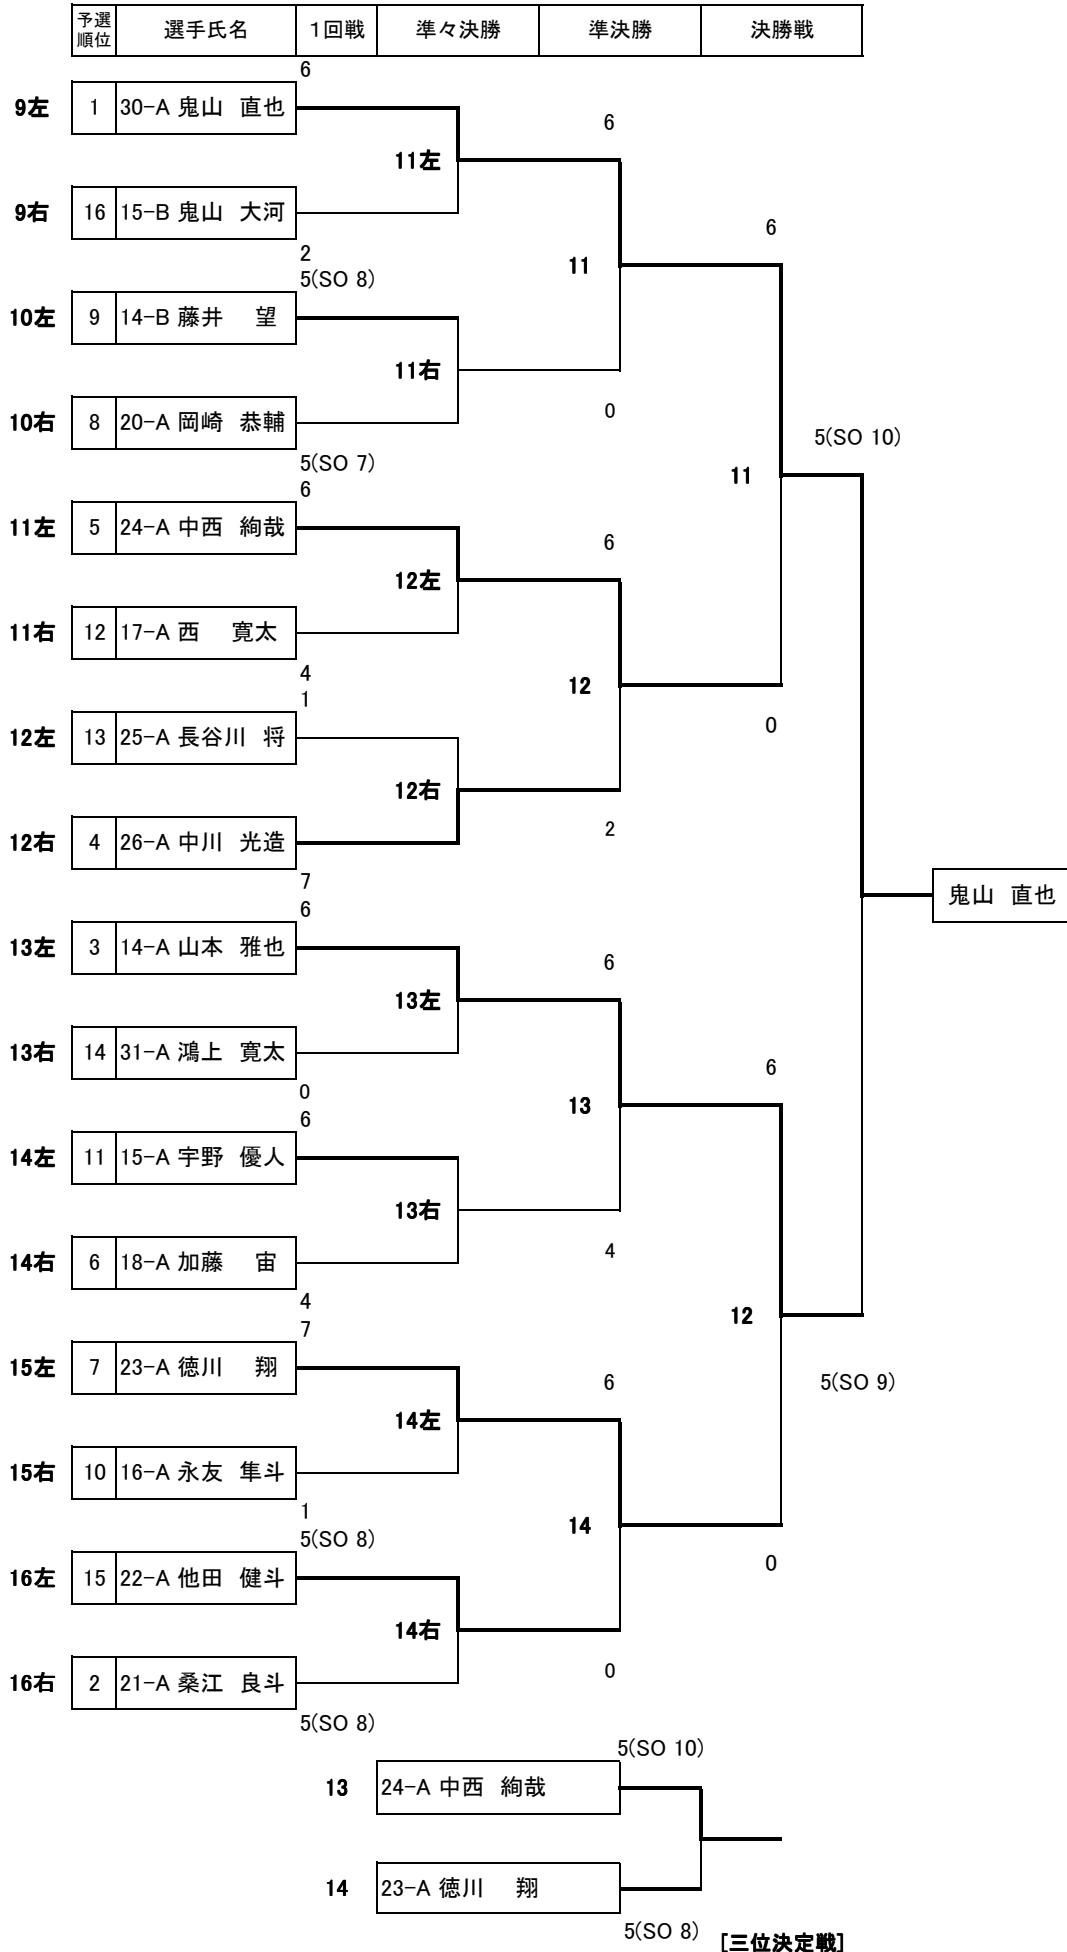 予選順位 選手氏名 1回戦 準々決勝 準決勝 決勝戦
6
9左 1 30-A 鬼山 直也
6
11左
9右 16 15-B 鬼山 大河
6
2
11
5(SO 8)
10左 9 14-B 藤井 望
11右
0
10右 8 20-A 岡崎 恭輔
5(SO 10)
5(SO 7)
11
6
11左 5 24-A 中西 絢哉
6
12左
11右 12 17-A 西 寛太
4
12
1
0
12左 13 25-A 長谷川 将
12右
2
12右 4 26-A 中川 光造
7
鬼山 直也
6
13左 3 14-A 山本 雅也
6
13左
13右 14 31-A 鴻上 寛太
6
0
13
6
14左 11 15-A 宇野 優人
13右
4
14右 6 18-A 加藤 宙
4
12
7
15左 7 23-A 徳川 翔
5(SO 9)
6
14左
15右 10 16-A 永友 隼斗
1
14
5(SO 8)
0
16左 15 22-A 他田 健斗
14右
0
16右 2 21-A 桑江 良斗
5(SO 8)
5(SO 10)
13 24-A 中西 絢哉
14 23-A 徳川 翔
5(SO 8)
[三位決定戦]